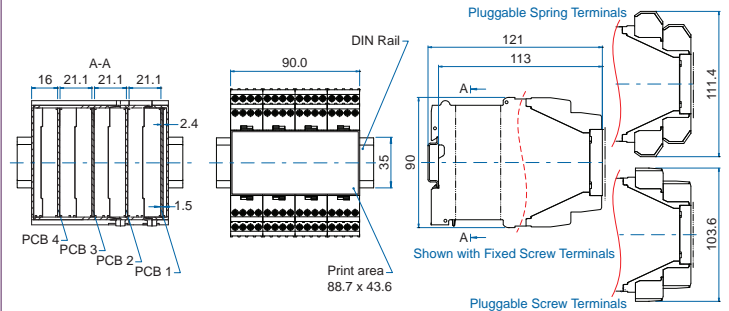 Pluggable Spring Terminals
DIN Rail
121
A-A
90.0
113
16
21.1
21.1
21.1
A
2.4
111.4
35
90
1.5
A
PCB 4
PCB 3
PCB 2
PCB 1
Shown with Fixed Screw Terminals
103.6
Print area
88.7 x 43.6
Pluggable Screw Terminals